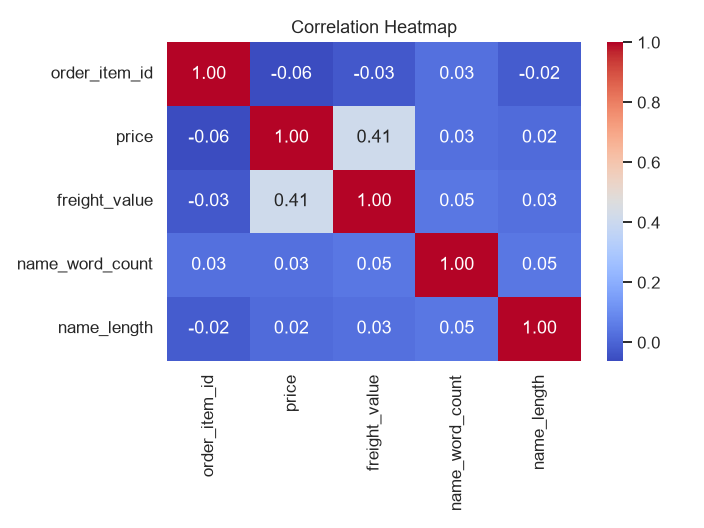 Correlation Heatmap
order_item_id 1.00 -0.06 -0.03 0.03 -0.02
price -0.06 1.00 0.41 0.03 0.02
freight_value -0.03 0.41 1.00 0.05 0.03
name_word_count 0.03 0.03 0.05 1.00 0.05
name_length -0.02 0.02 0.03 0.05 1.00
order_item_id
price
freight_value
name_word_count
name_length
1.0
0.8
0.6
0.4
0.2
0.0